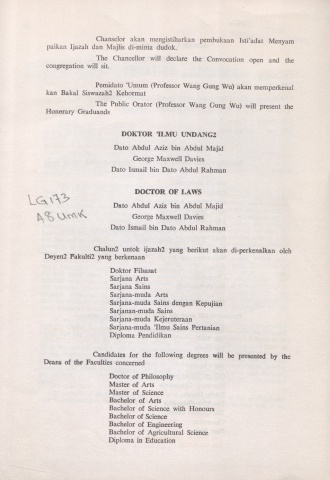 Chanselor akan mengistiharkan pembukaan Isti'adat Menyam
paikan Ijazah dan Majlis di-minta dudok.
The Chancellor will declare the Convocation open and the
congregation will sit.
Pemidato 'Umum (Professor Wang Gung Wu) akan memperkenal
kan Bakal Siswazah2 Kehormat
The Public Orator (Professor Wang Gung Wu) will present the
Honorary Graduands
DOKTOR 'ILMU UNDANG2
Dato Abdul Aziz bin Abdul Majid
George Maxwell Davies
Dato Ismail bin Dato Abdul Rahman
DOCTOR OF LAWS
LG173
A8UMK
Dato Abdul Aziz bin Abdul Majid
George Maxwell Davies
Dato Ismail bin Dato Abdul Rahman
Chalun2 untok ijazah2 yang berikut akan di-perkenalkan oleh
Deyen2 Pakulti2 yang berkenaan
Doktor Filsafat
Sarjana Arts
Sarjana Sains
Sarjana-muda Arts
Sarjana-muda Sains dengan Kepujian
Sarjanan-muda Sains
Sarjana-muda Kejeruteraan
Sarjana-muda 'Ilmu Sains Pertanian
Diploma Pendidikan
Candidates for the following degrees will be presented by the
Deans of the Faculties concerned
Doctor of Philosophy
Master of Arts
Master of Science
Bachelor of Arts
Bachelor of Science with Honours
Bachelor of Science
Bachelor of Engineering
Bachelor of Agricultural Science
Diploma in Education